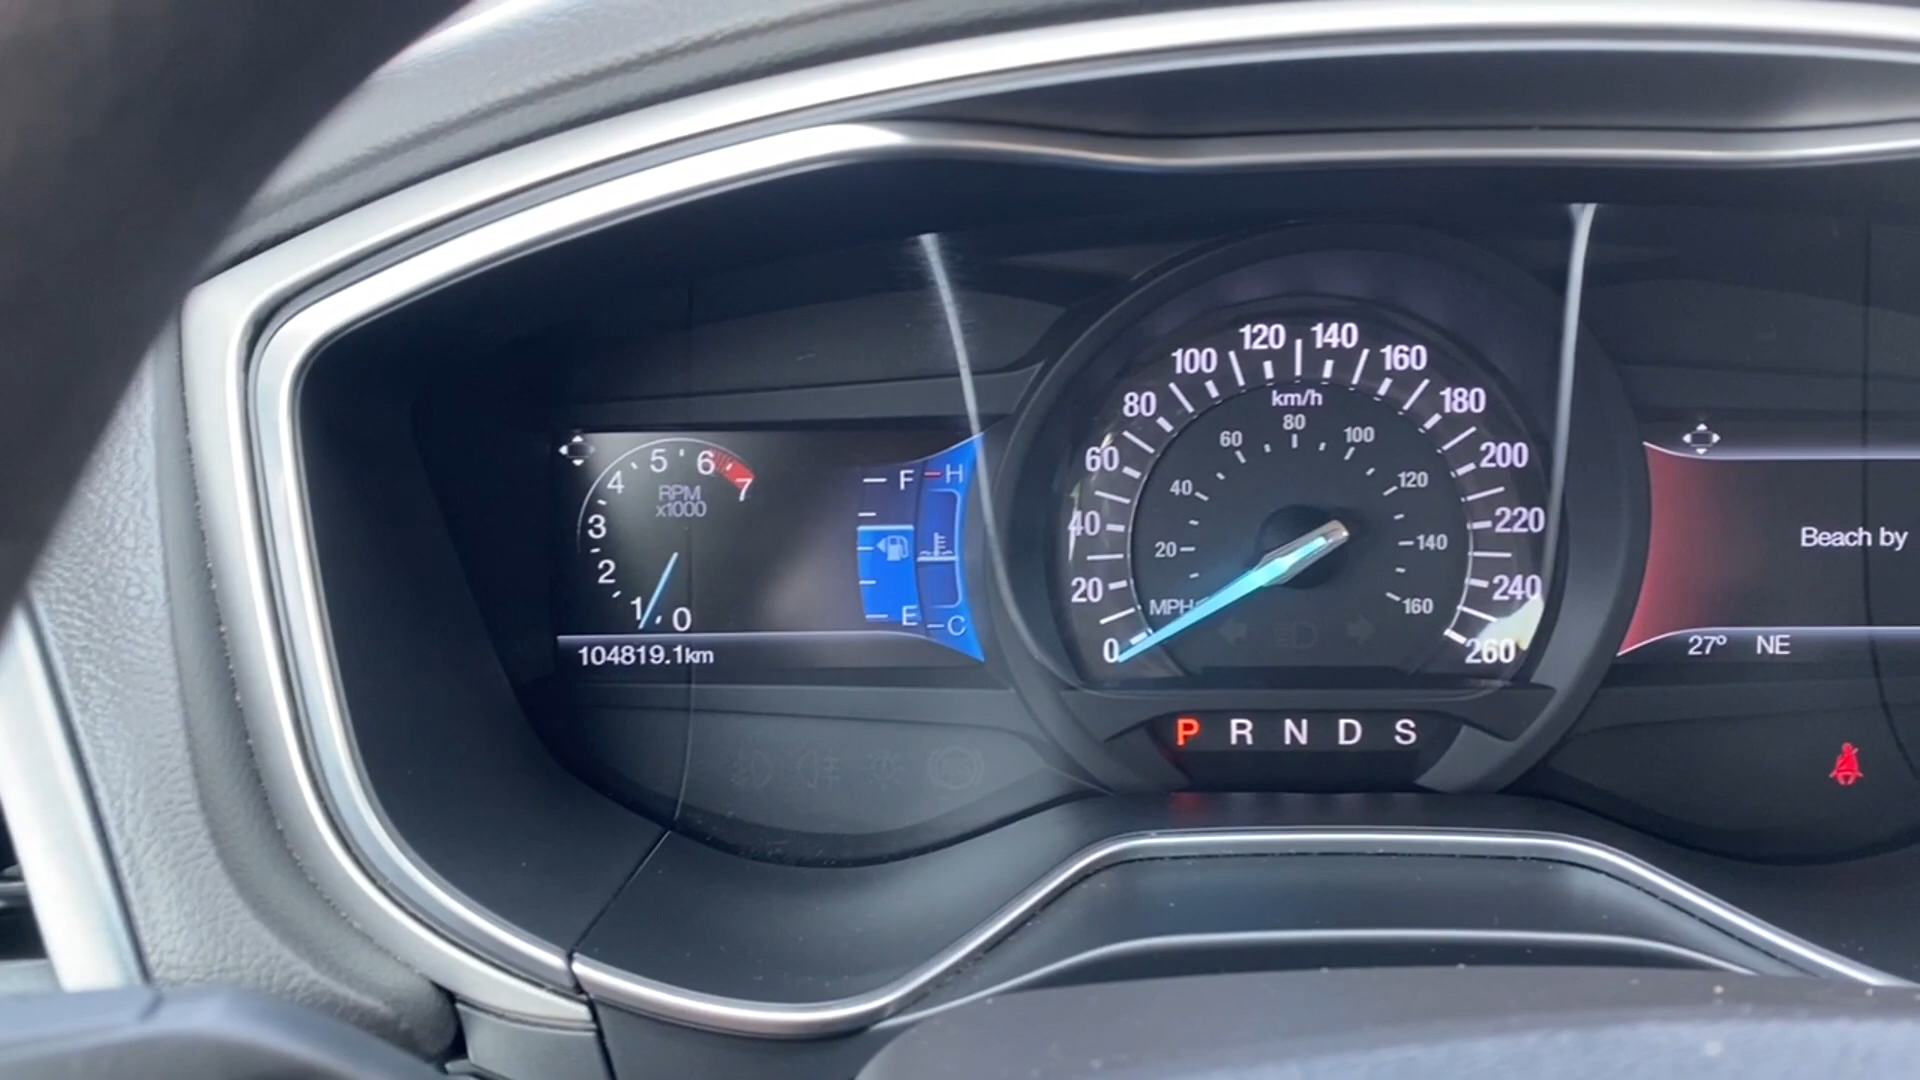 0 1 2 3 4 5 6 7
RPM
x1000
F
E
H
C
104819.1km
0 20 40 60 80 100 120 140 160 180 200 220 240 260
km/h
20 40 60 80 100 120 140 160
MPH
P R N D S
Beach by
27º NE